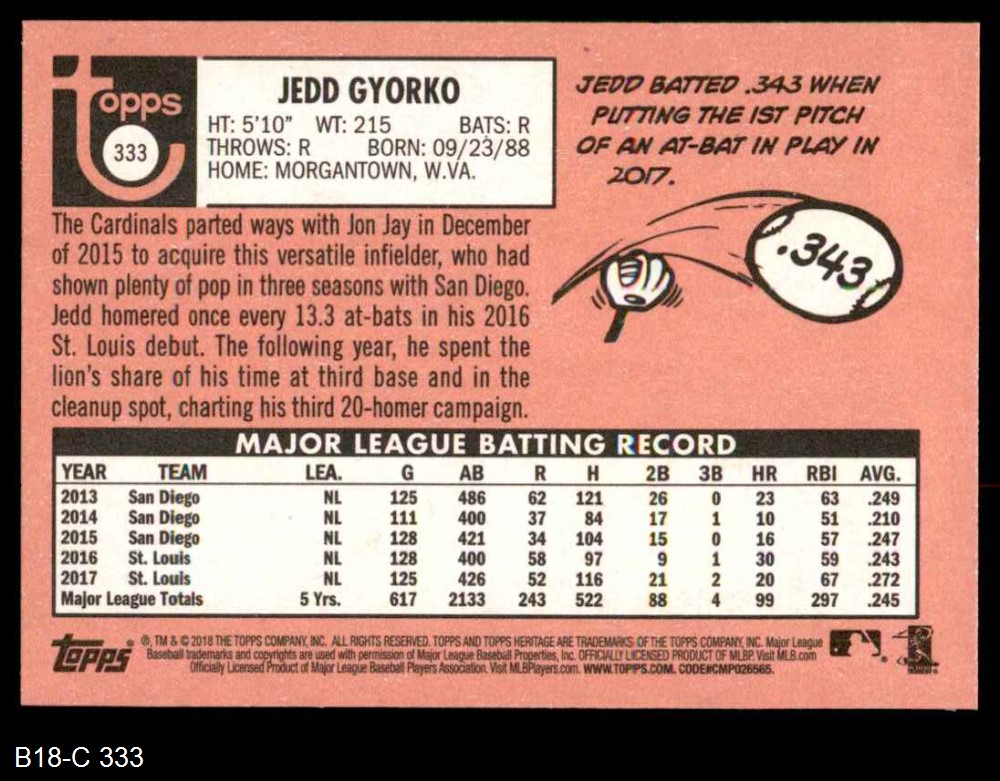 topps
333
JEDD GYORKO
HT: 5'10" WT: 215 BATS: R
THROWS: R BORN: 09/23/88
HOME: MORGANTOWN, W.VA.
JEDD BATTED .343 WHEN
PUTTING THE 1ST PITCH
OF AN AT-BAT IN PLAY IN
2017.
.343
The Cardinals parted ways with Jon Jay in December
of 2015 to acquire this versatile infielder, who had
shown plenty of pop in three seasons with San Diego.
Jedd homered once every 13.3 at-bats in his 2016
St. Louis debut. The following year, he spent the
lion's share of his time at third base and in the
cleanup spot, charting his third 20-homer campaign.
MAJOR LEAGUE BATTING RECORD
YEAR TEAM LEA. G AB R H 2B 3B HR RBI AVG.
2013 San Diego NL 125 486 62 121 26 0 23 63 .249
2014 San Diego NL 111 400 37 84 17 1 10 51 .210
2015 San Diego NL 128 421 34 104 15 0 16 57 .247
2016 St. Louis NL 128 400 58 97 9 1 30 59 .243
2017 St. Louis NL 125 426 52 116 21 2 20 67 .272
Major League Totals 5 Yrs. 617 2133 243 522 88 4 99 297 .245
topps ®
®, TM & © 2018 THE TOPPS COMPANY, INC. ALL RIGHTS RESERVED. TOPPS AND TOPPS HERITAGE ARE TRADEMARKS OF THE TOPPS COMPANY, INC. Major League
Baseball trademarks and copyrights are used with permission of Major League Baseball Properties, Inc. OFFICIALLY LICENSED PRODUCT OF MLBP. Visit MLB.com
Officially Licensed Product of Major League Baseball Players Association. Visit MLBPlayers.com. WWW.TOPPS.COM. CODE#CMP026565.
B18-C 333